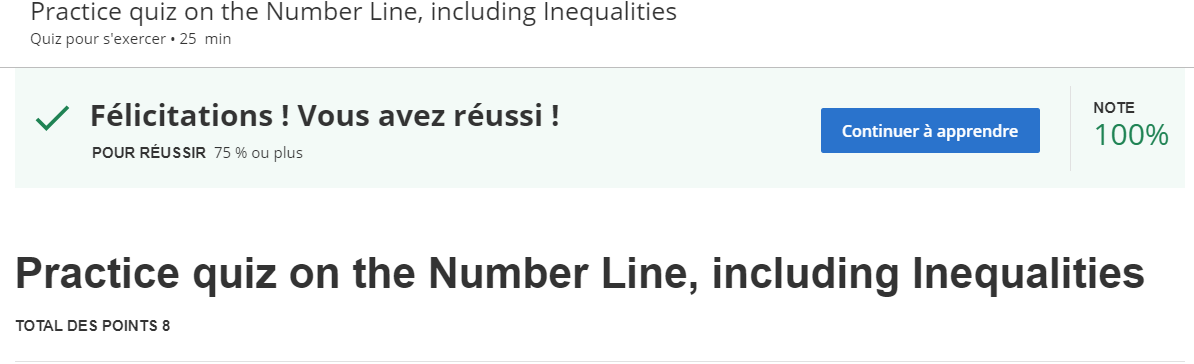 Practice quiz on the Number Line, including Inequalities
Quiz pour s'exercer • 25 min
Félicitations ! Vous avez réussi !
POUR RÉUSSIR 75 % ou plus
Continuer à apprendre
NOTE
100%
Practice quiz on the Number Line, including Inequalities
TOTAL DES POINTS 8